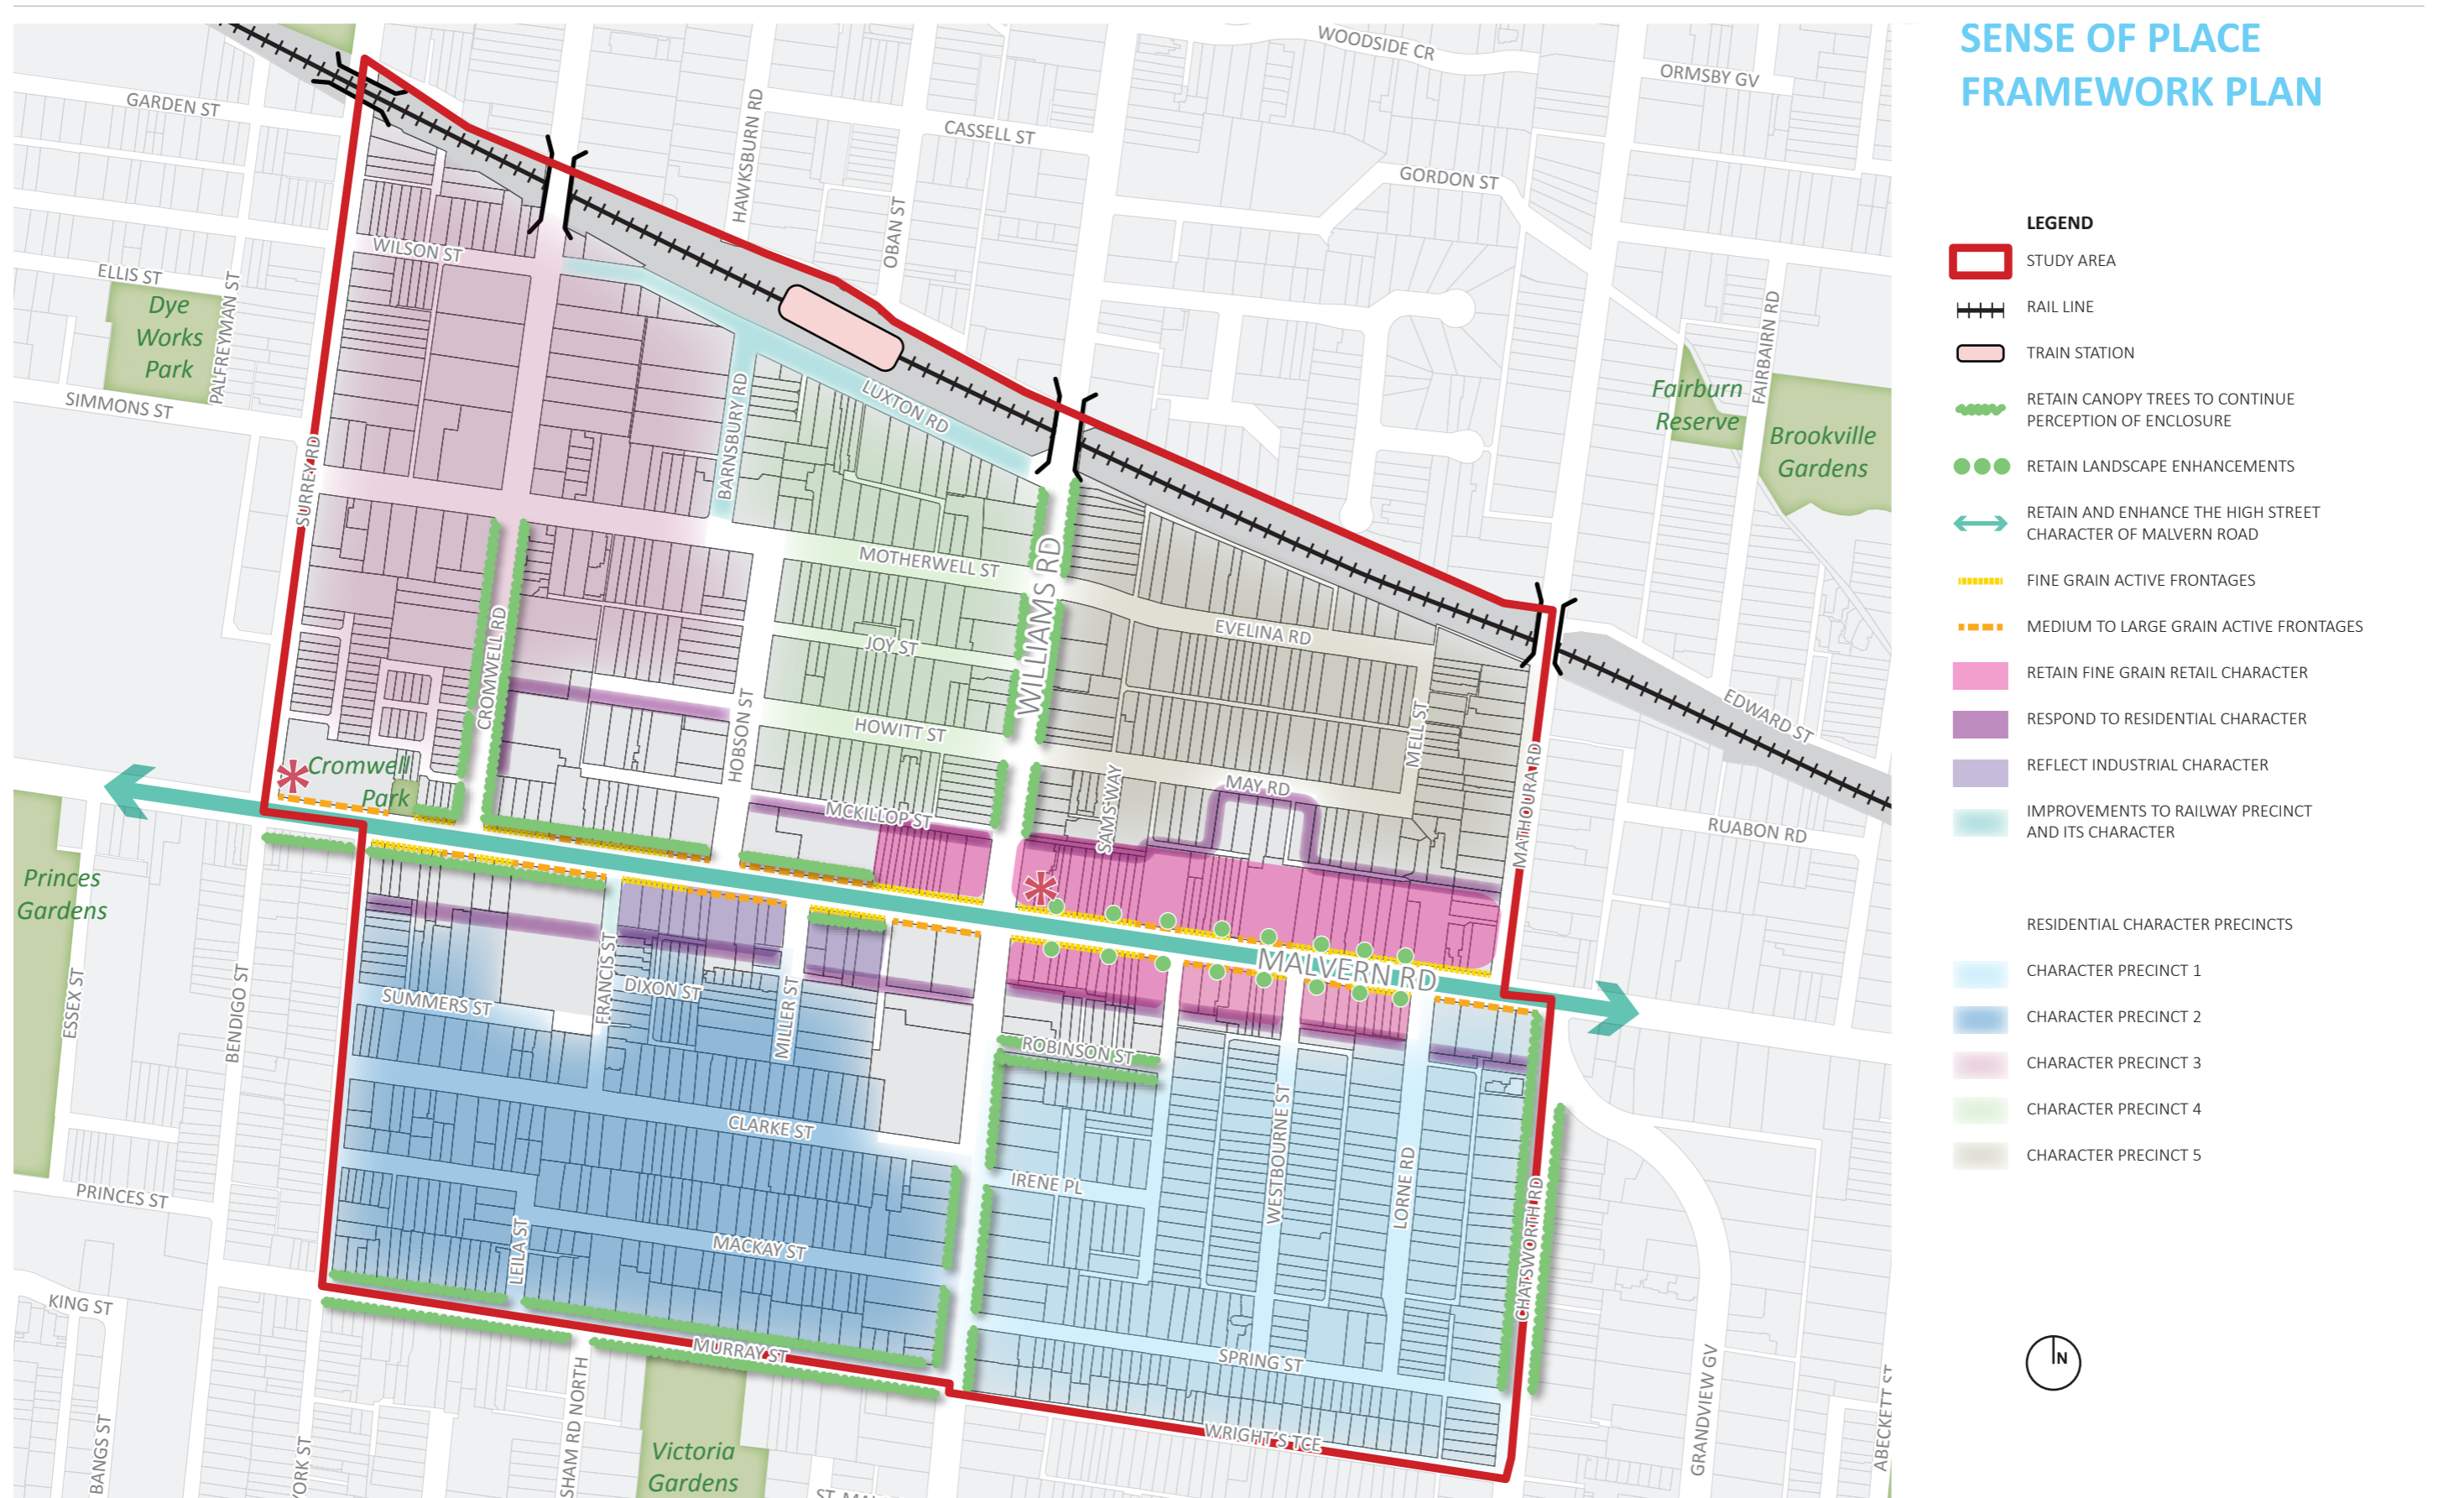 SENSE OF PLACE
FRAMEWORK PLAN
LEGEND
STUDY AREA
RAIL LINE
TRAIN STATION
RETAIN CANOPY TREES TO CONTINUE
PERCEPTION OF ENCLOSURE
RETAIN LANDSCAPE ENHANCEMENTS
RETAIN AND ENHANCE THE HIGH STREET
CHARACTER OF MALVERN ROAD
FINE GRAIN ACTIVE FRONTAGES
MEDIUM TO LARGE GRAIN ACTIVE FRONTAGES
RETAIN FINE GRAIN RETAIL CHARACTER
RESPOND TO RESIDENTIAL CHARACTER
REFLECT INDUSTRIAL CHARACTER
IMPROVEMENTS TO RAILWAY PRECINCT
AND ITS CHARACTER
RESIDENTIAL CHARACTER PRECINCTS
CHARACTER PRECINCT 1
CHARACTER PRECINCT 2
CHARACTER PRECINCT 3
CHARACTER PRECINCT 4
CHARACTER PRECINCT 5
N
WOODSIDE CR
ORMSBY GV
GARDEN ST
HAWKSBURN RD
CASSELL ST
GORDON ST
OBAN ST
WILSON ST
ELLIS ST
PALFREYMAN ST
Dye
Works
Park
SIMMONS ST
FAIRBAIRN RD
Fairburn
Reserve
Brookville
Gardens
BARNSBURY RD
LUXTON RD
SURREY RD
MOTHERWELL ST
WILLIAMS RD
EVELINA RD
JOY ST
CROMWELL RD
HOWITT ST
HOBSON ST
MELL ST
EDWARD ST
Cromwell
Park
MAY RD
SAMS WAY
MCKILLOP ST
MATHOURA RD
RUABON RD
Princes
Gardens
MALVERN RD
ESSEX ST
BENDIGO ST
FRANCIS ST
SUMMERS ST
DIXON ST
MILLER ST
ROBINSON ST
CLARKE ST
WESTBOURNE ST
LORNE RD
IRENE PL
CHATSWORTH RD
PRINCES ST
LEILA ST
MACKAY ST
KING ST
MURRAY ST
SPRING ST
GRANDVIEW GV
WRIGHT'S TCE
BANGS ST
YORK ST
SHAM RD NORTH
Victoria
Gardens
ABECKETT ST